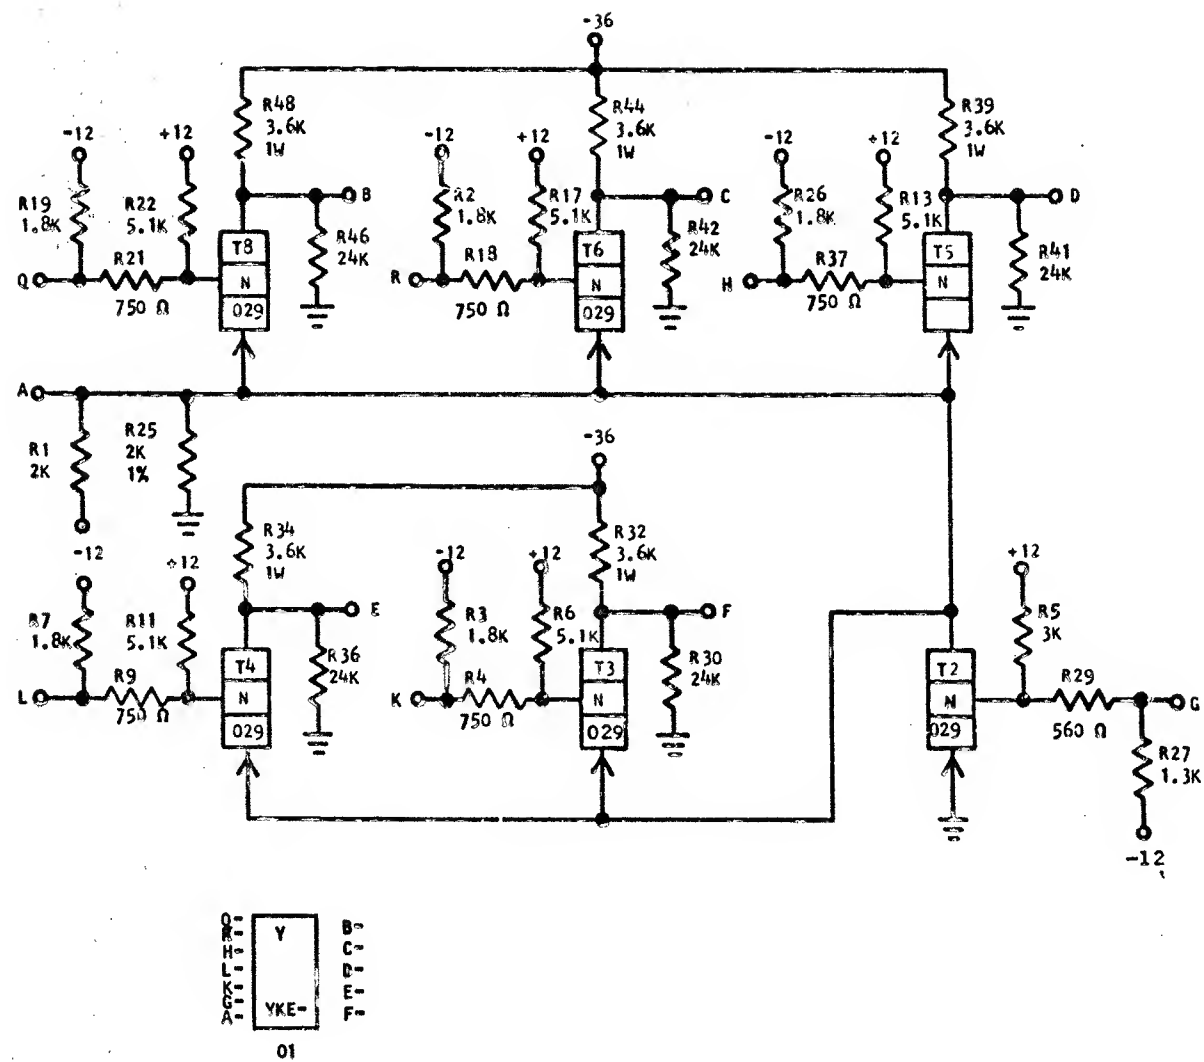 -36
R48
3.6K
1W
R44
3.6K
1W
R39
3.6K
1W
-12
+12
-12
+12
-12
+12
R19
1.8K
R22
5.1K
B
R2
1.8K
R17
5.1K
C
R26
1.8K
R13
5.1K
D
R46
24K
R42
24K
R41
24K
Q
R21
750 Ω
T8
N
029
R
R18
750 Ω
T6
N
029
H
R37
750 Ω
T5
N
A
R1
2K
R25
2K
1%
-12
-36
R34
3.6K
1W
R32
3.6K
1W
+12
-12
+12
+12
R7
1.8K
R11
5.1K
E
R3
1.8K
R6
5.1K
F
R5
3K
L
R9
750 Ω
T4
N
029
R36
24K
K
R4
750 Ω
T3
N
029
R30
24K
T2
N
029
R29
560 Ω
G
R27
1.3K
-12
Q-
R-
H-
L-
K-
G-
A-
Y
YKE-
B-
C-
D-
E-
F-
01